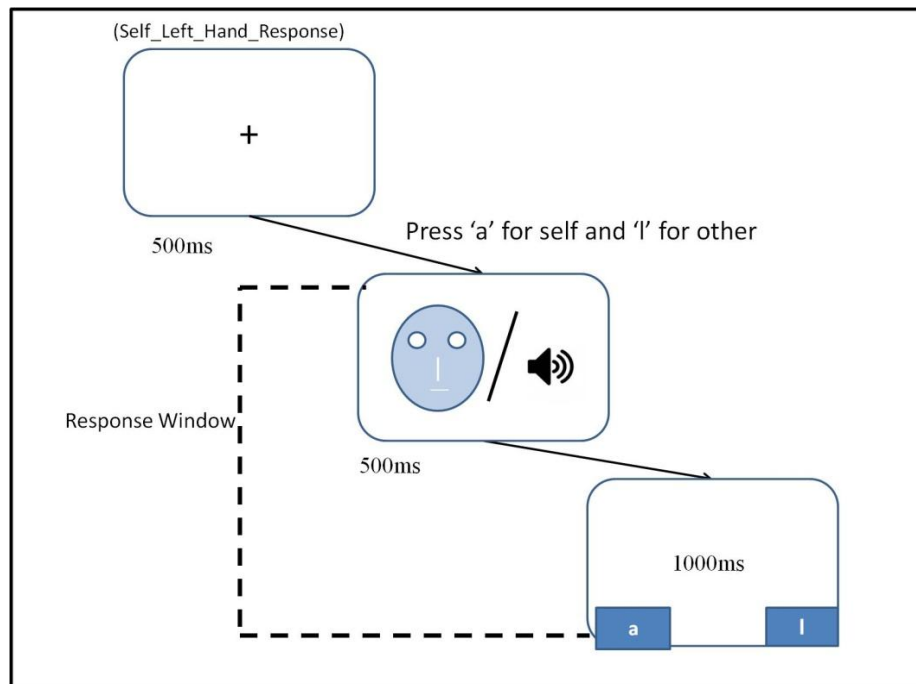 (Self_Left_Hand_Response)
+
500ms
Press ‘a’ for self and ‘l’ for other
Response Window
500ms
1000ms
a
l